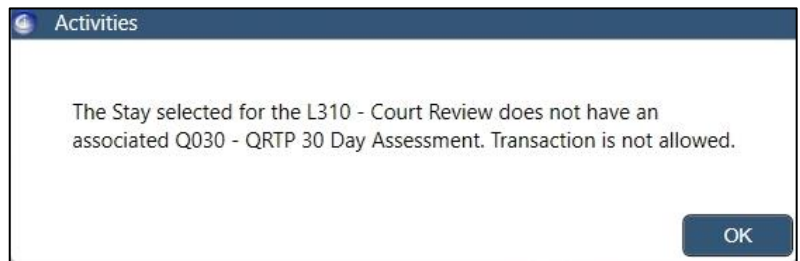 Activities
The Stay selected for the L310 - Court Review does not have an
associated Q030 - QRTP 30 Day Assessment. Transaction is not allowed.
OK